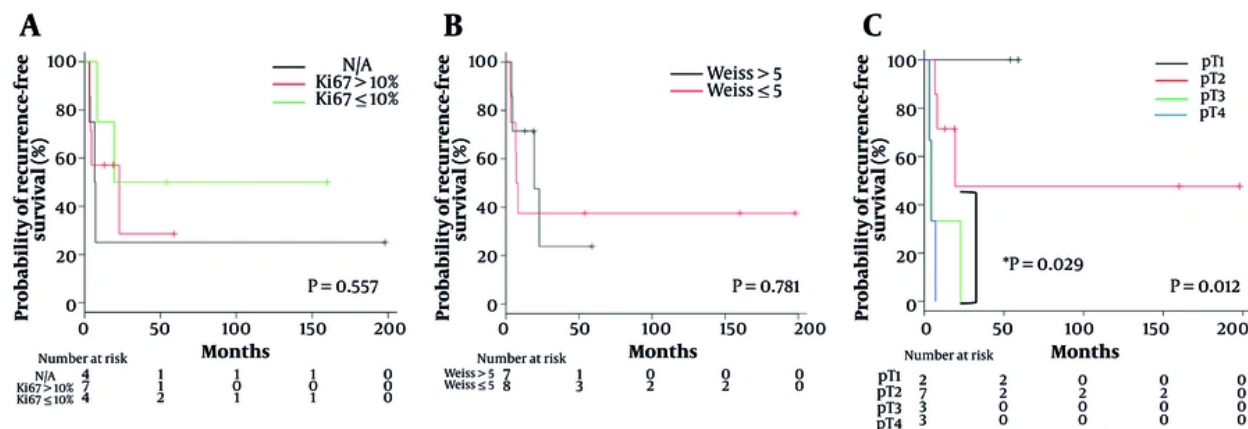 A
Probability of recurrence-free
survival (%)
100
80
60
40
20
0
N/A
Ki67 > 10%
Ki67 ≤ 10%
P = 0.557
0 50 100 150 200
Months
Number at risk
N/A 4 1 1 1 0
Ki67 > 10% 7 1 0 0 0
Ki67 ≤ 10% 4 2 1 1 0
B
Probability of recurrence-free
survival (%)
100
80
60
40
20
0
Weiss > 5
Weiss ≤ 5
P = 0.781
0 50 100 150 200
Months
Number at risk
Weiss > 5 7 1 0 0 0
Weiss ≤ 5 8 3 2 2 0
C
Probability of recurrence-free
survival (%)
100
80
60
40
20
0
pT1
pT2
pT3
pT4
*P = 0.029
P = 0.012
0 50 100 150 200
Months
Number at risk
pT1 2 2 0 0 0
pT2 7 2 2 2 0
pT3 3 0 0 0 0
pT4 3 0 0 0 0